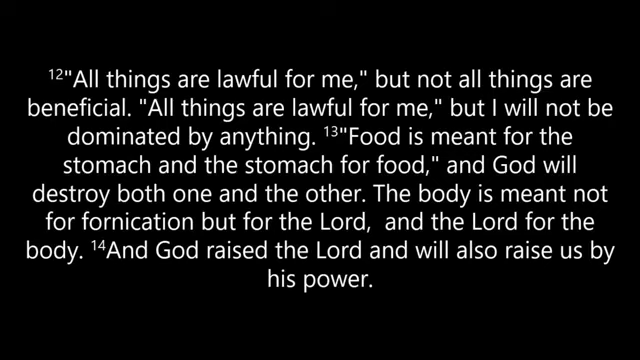 ¹²"All things are lawful for me," but not all things are
beneficial. "All things are lawful for me," but I will not be
dominated by anything. ¹³"Food is meant for the
stomach and the stomach for food," and God will
destroy both one and the other. The body is meant not
for fornication but for the Lord,  and the Lord for the
body. ¹⁴And God raised the Lord and will also raise us by
his power.